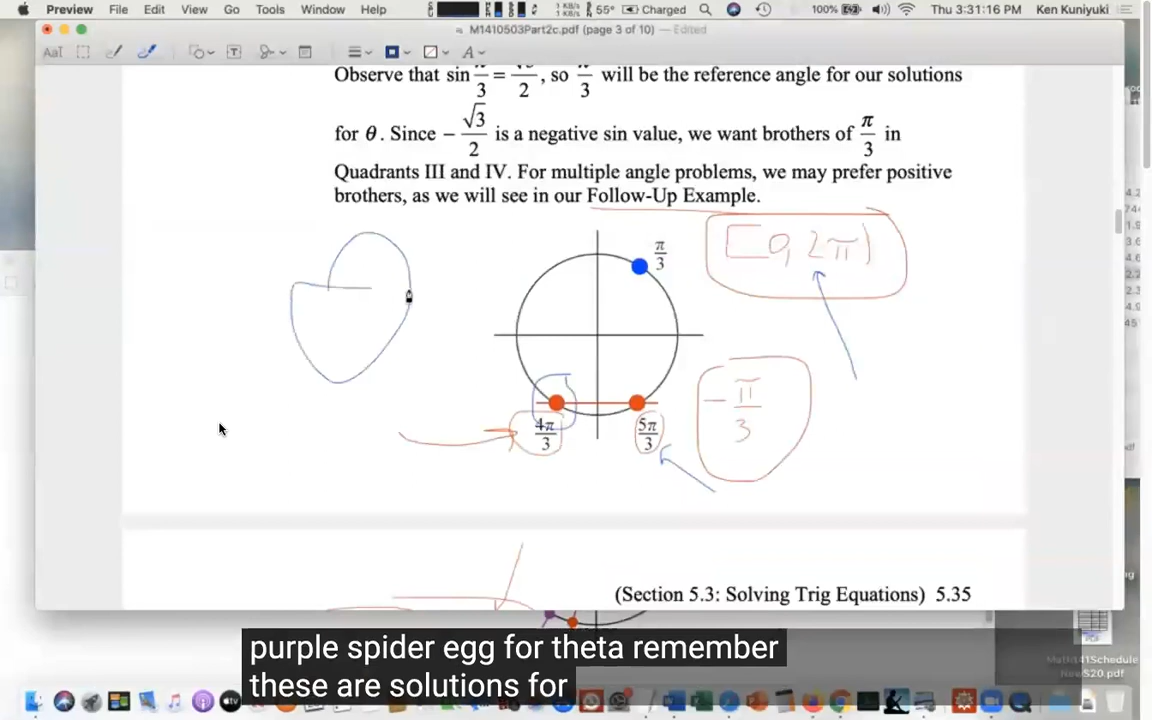 Preview File Edit View Go Tools Window Help 1 KB/s 1 KB/s 55° Charged 100% Thu 3:31:16 PM Ken Kuniyuki
M1410503Part2c.pdf (page 3 of 10) — Edited
Observe that sin π/3 = √3/2, so π/3 will be the reference angle for our solutions
for θ. Since − √3/2 is a negative sin value, we want brothers of π/3 in
Quadrants III and IV. For multiple angle problems, we may prefer positive
brothers, as we will see in our Follow-Up Example.
π/3
[0, 2π)
− π/3
4π/3 5π/3
(Section 5.3: Solving Trig Equations) 5.35
purple spider egg for theta remember
these are solutions for